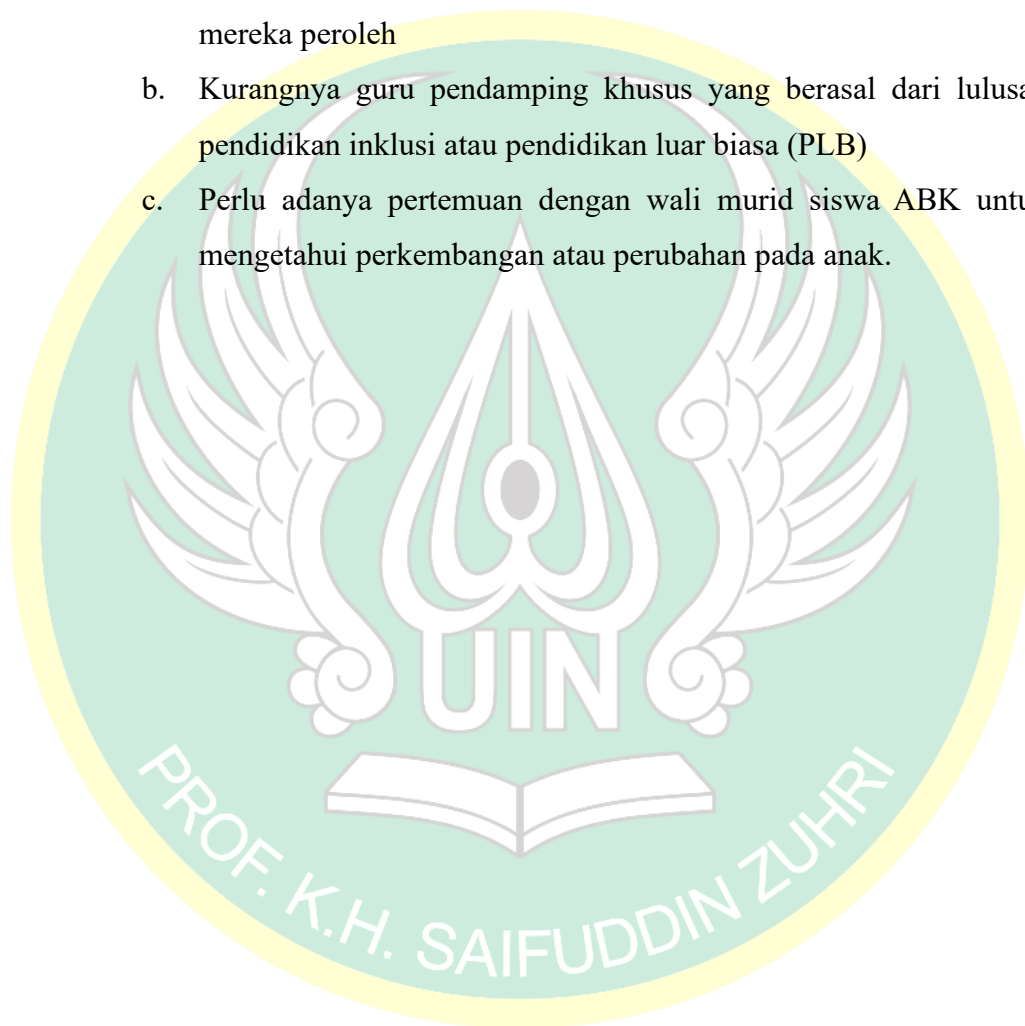 mereka peroleh
b. Kurangnya guru pendamping khusus yang berasal dari lulusa
pendidikan inklusi atau pendidikan luar biasa (PLB)
c. Perlu adanya pertemuan dengan wali murid siswa ABK untu
mengetahui perkembangan atau perubahan pada anak.
UIN
PROF. K.H. SAIFUDDIN ZUHRI